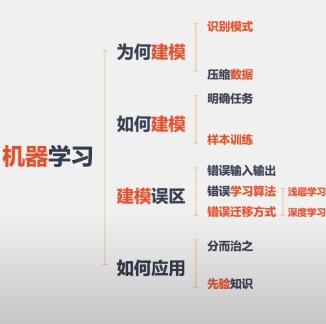 机器学习
为何建模
识别模式
压缩数据
如何建模
明确任务
样本训练
建模误区
错误输入输出
错误学习算法
浅层学习
错误迁移方式
深度学习
如何应用
分而治之
先验知识